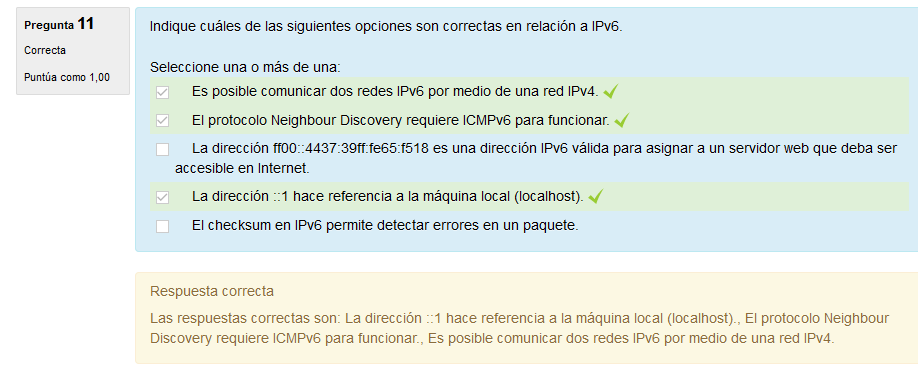 Pregunta 11
Correcta
Puntúa como 1,00
Indique cuáles de las siguientes opciones son correctas en relación a IPv6.
Seleccione una o más de una:
Es posible comunicar dos redes IPv6 por medio de una red IPv4.
El protocolo Neighbour Discovery requiere ICMPv6 para funcionar.
La dirección ff00::4437:39ff:fe65:f518 es una dirección IPv6 válida para asignar a un servidor web que deba ser
accesible en Internet.
La dirección ::1 hace referencia a la máquina local (localhost).
El checksum en IPv6 permite detectar errores en un paquete.
Respuesta correcta
Las respuestas correctas son: La dirección ::1 hace referencia a la máquina local (localhost)., El protocolo Neighbour
Discovery requiere ICMPv6 para funcionar., Es posible comunicar dos redes IPv6 por medio de una red IPv4.